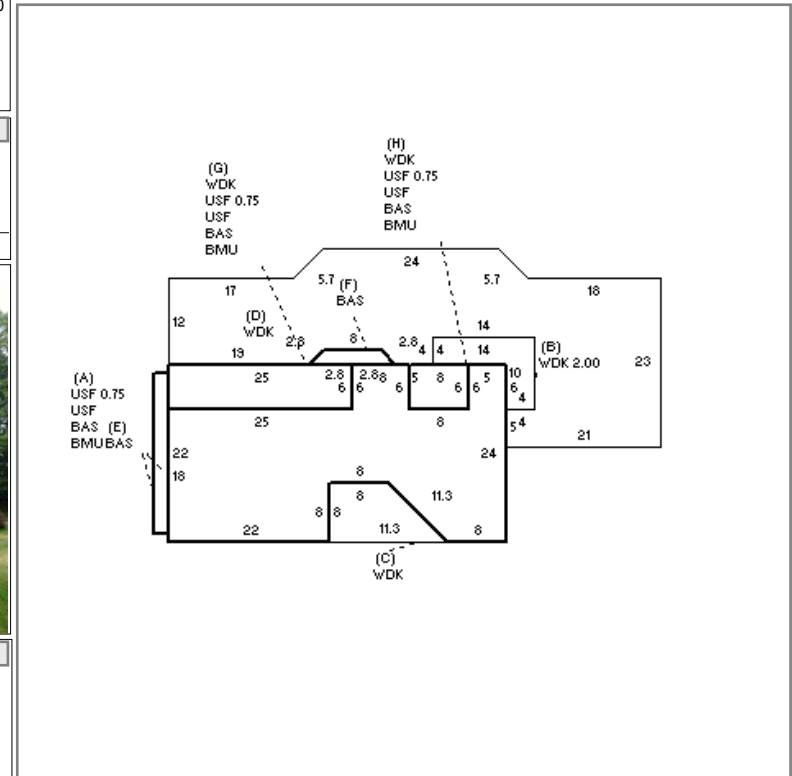 (H)
WDK
USF 0.75
USF
BAS
BMU
(G)
WDK
USF 0.75
USF
BAS
BMU
24
5.7
5.7
(F)
BAS
17
18
12
(D)
WDK
14
2.8
8
2.8
4
4
14
(B)
WDK 2.00
19
23
(A)
USF 0.75
USF
BAS (E)
BMU BAS
25
2.8
2.8
8
5
8
5
10
6
6
6
6
6
6
4
25
8
5
4
21
22
24
18
8
8
11.3
8
8
22
11.3
8
(C)
WDK